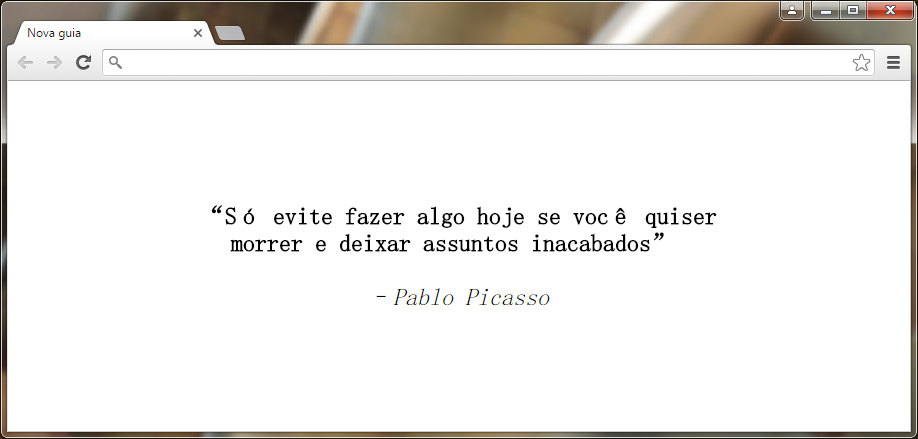 Nova guia
“Só evite fazer algo hoje se você quiser
morrer e deixar assuntos inacabados”
- Pablo Picasso